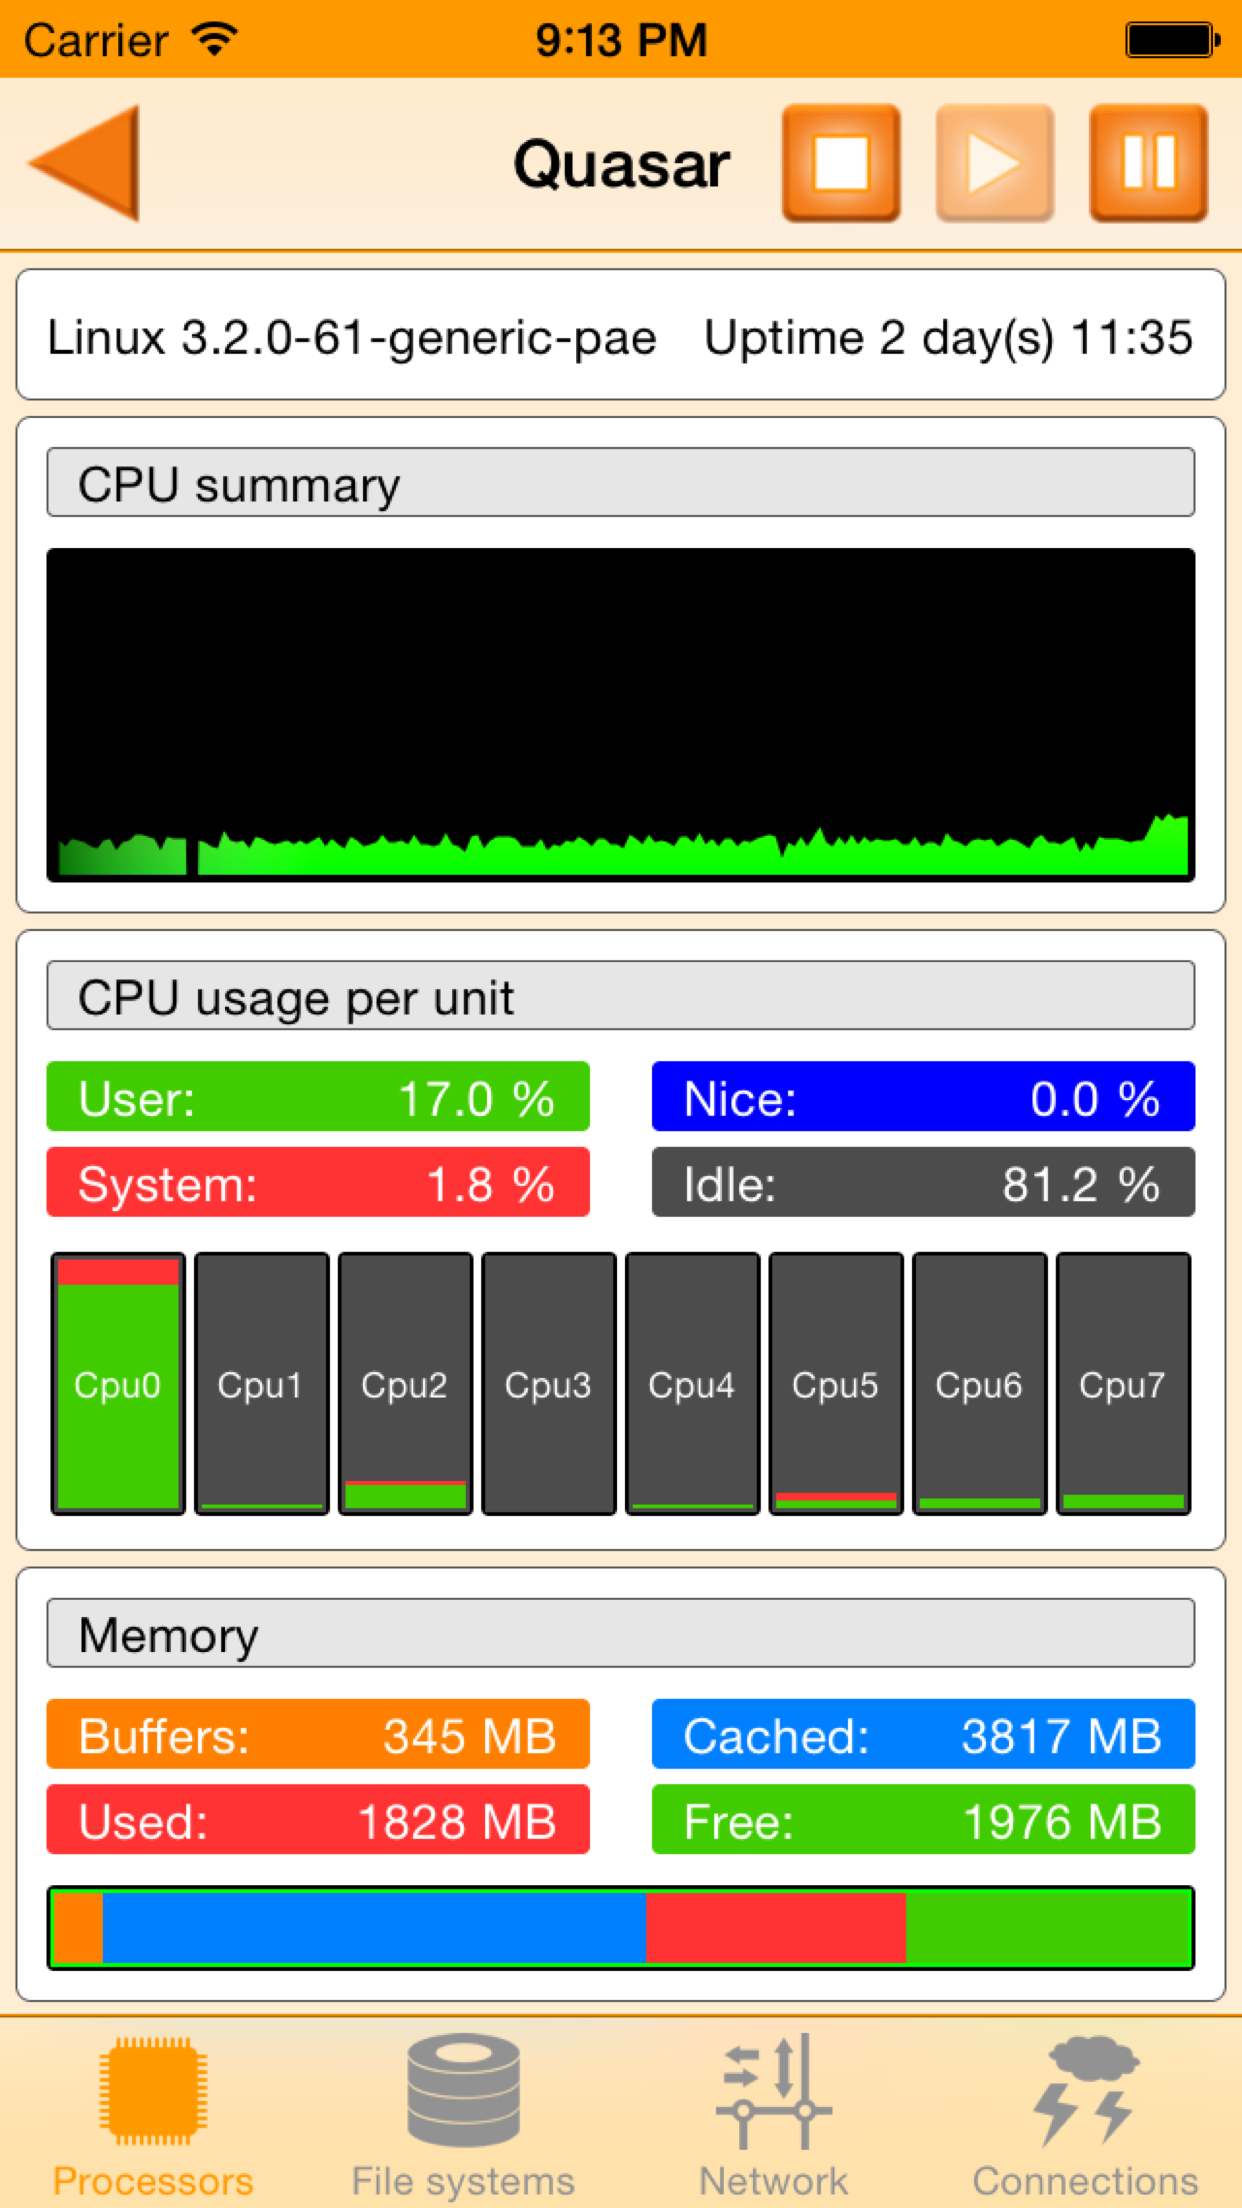 Carrier 9:13 PM
Quasar
Linux 3.2.0-61-generic-pae Uptime 2 day(s) 11:35
CPU summary
CPU usage per unit
User: 17.0 % Nice: 0.0 %
System: 1.8 % Idle: 81.2 %
Cpu0 Cpu1 Cpu2 Cpu3 Cpu4 Cpu5 Cpu6 Cpu7
Memory
Buffers: 345 MB Cached: 3817 MB
Used: 1828 MB Free: 1976 MB
Processors File systems Network Connections